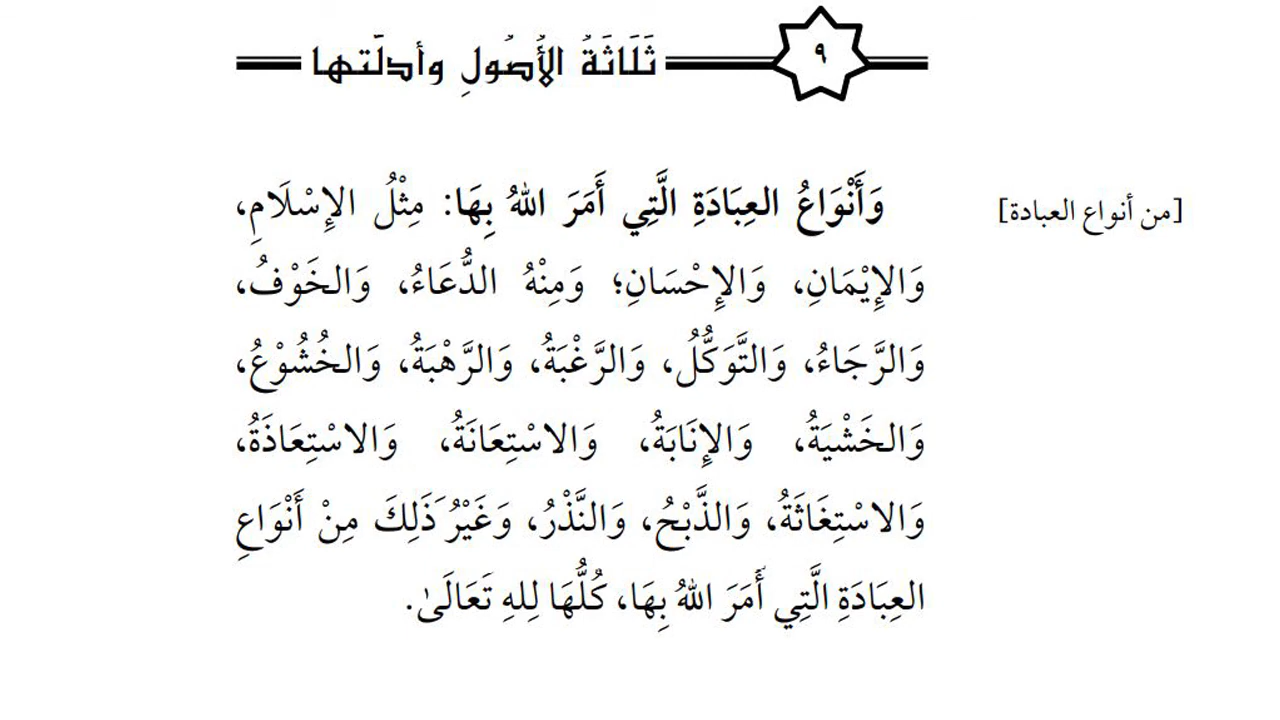 ثَلَاثَةُ الأُصُولِ وأدلَّتها
٩
[من أنواع العبادة]
وَأَنْوَاعُ العِبَادَةِ الَّتِي أَمَرَ اللهُ بِهَا: مِثْلُ الإِسْلَامِ،
وَالإِيْمَانِ، وَالإِحْسَانِ؛ وَمِنْهُ الدُّعَاءُ، وَالخَوْفُ،
وَالرَّجَاءُ، وَالتَّوَكُّلُ، وَالرَّغْبَةُ، وَالرَّهْبَةُ، وَالخُشُوْعُ،
وَالخَشْيَةُ، وَالإِنَابَةُ، وَالاسْتِعَانَةُ، وَالاسْتِعَاذَةُ،
وَالاسْتِغَاثَةُ، وَالذَّبْحُ، وَالنَّذْرُ، وَغَيْرُ ذَلِكَ مِنْ أَنْوَاعِ
العِبَادَةِ الَّتِي أَمَرَ اللهُ بِهَا، كُلُّهَا لِلهِ تَعَالَىٰ.